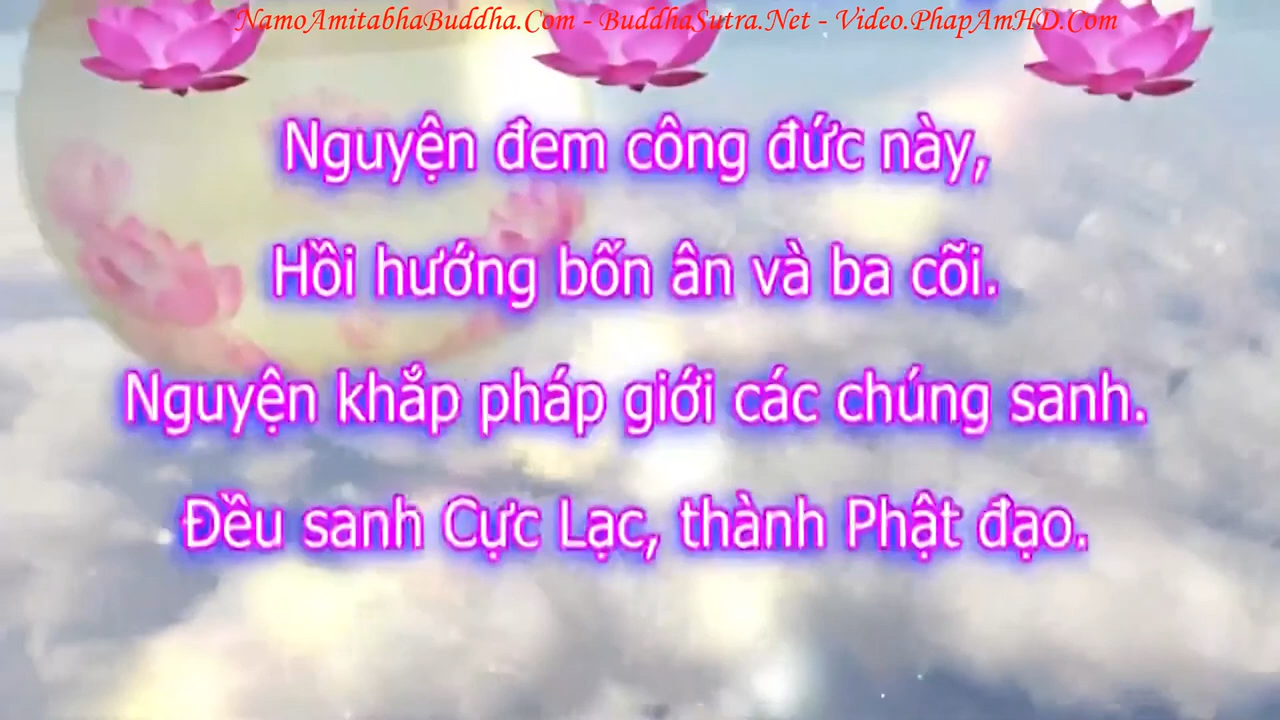 NamoAmitabhaBuddha.Com - BuddhaSutra.Net - Video.PhapAmHD.Com
Nguyện đem công đức này,
Hồi hướng bốn ân và ba cõi.
Nguyện khắp pháp giới các chúng sanh.
Đều sanh Cực Lạc, thành Phật đạo.